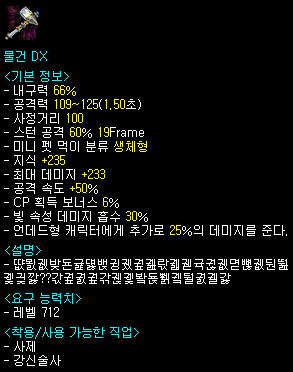 물건 DX
<기본 정보>
- 내구력 66%
- 공격력 109~125(1,50초)
- 사정거리 100
- 스턴 공격 60% 19Frame
- 미니 펫 먹이 분류 생체형
- 지식 +235
- 최대 데미지 +233
- 공격 속도 +50%
- CP 획득 보너스 6%
- 빛 속성 데미지 흡수 30%
- 언데드형 캐릭터에게 추가로 25%의 데미지를 준다.
<설명>
<요구 능력치>
- 레벨 712
<착용/사용 가능한 직업>
- 사제
- 강신술사